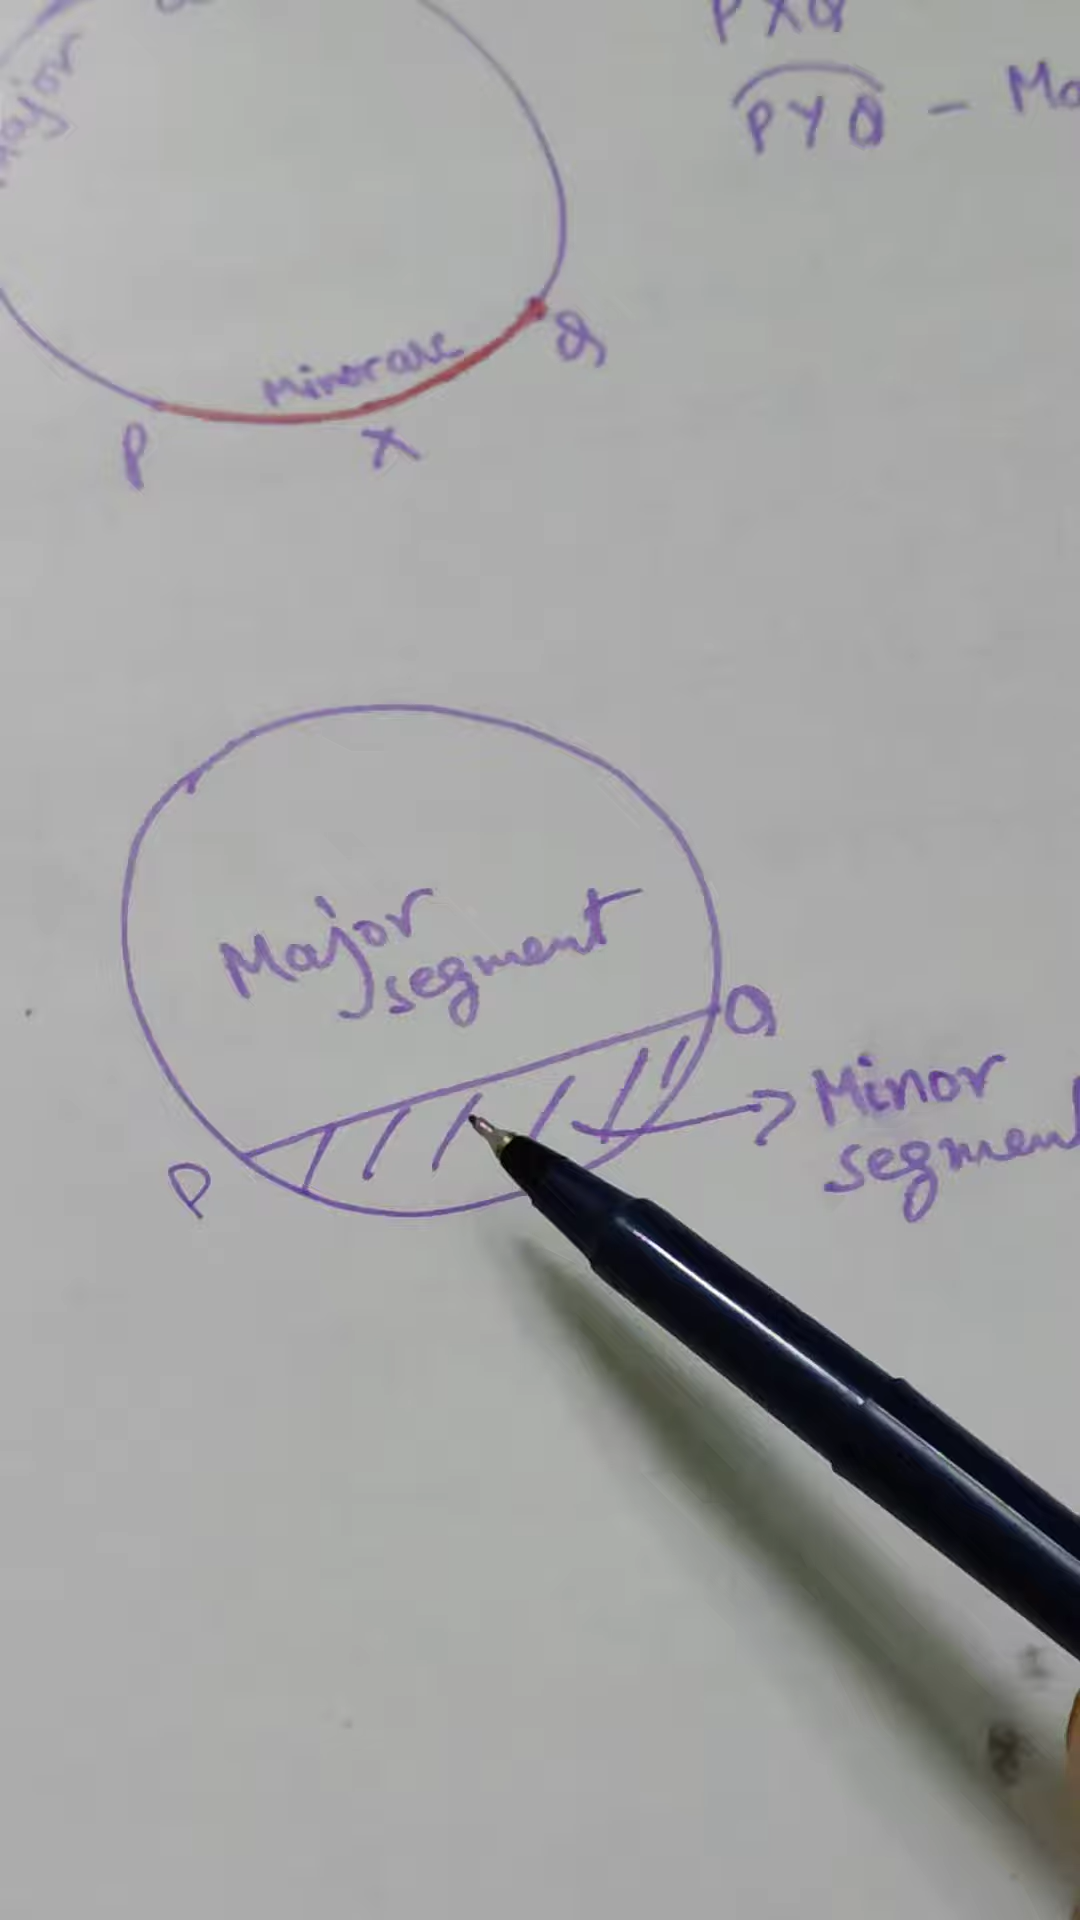 Major
PXQ
PYQ – Ma
Minor arc
Q
P
X
Major
segment
Q
Minor
segment
P